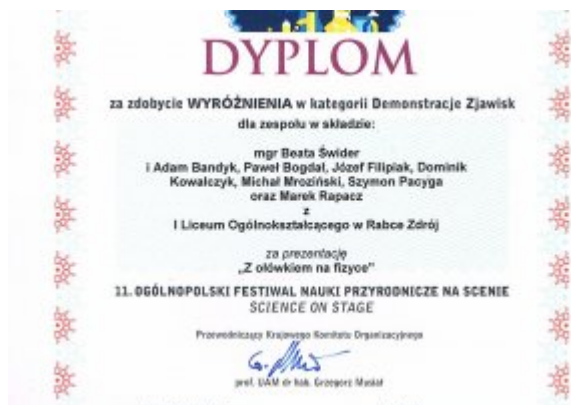 DYPLOM
za zdobycie WYRÓŻNIENIA w kategorii Demonstracje Zjawisk
dla zespołu w składzie:
mgr Beata Świder
i Adam Bandyk, Paweł Bogdał, Józef Filipiak, Dominik
Kowalczyk, Michał Mroziński, Szymon Pacyga
oraz Marek Rapacz
z
I Liceum Ogólnokształcącego w Rabce Zdrój
za prezentację
„Z ołówkiem na fizyce”
11. OGÓLNOPOLSKI FESTIWAL NAUKI PRZYRODNICZE NA SCENIE
SCIENCE ON STAGE
Przewodniczący Krajowego Komitetu Organizacyjnego
prof. UAM dr hab. Grzegorz Musiał